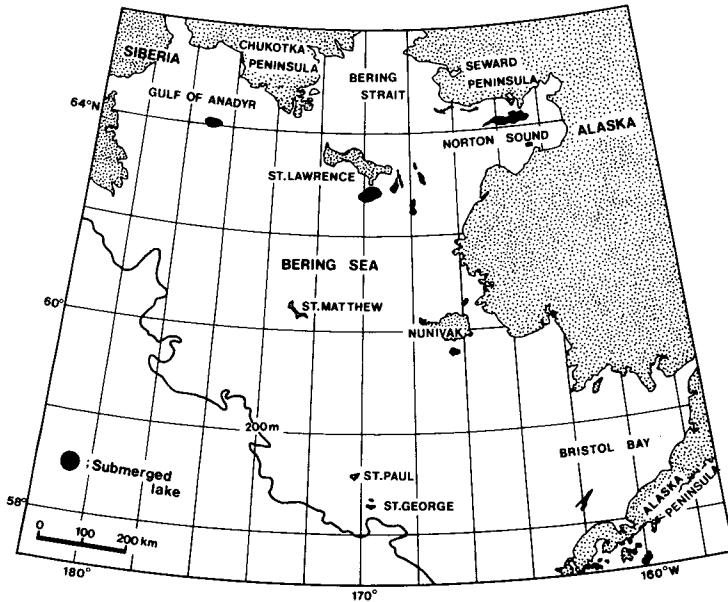 SIBERIA
CHUKOTKA
PENINSULA
BERING
STRAIT
SEWARD
PENINSULA
64°N
GULF OF ANADYR
NORTON SOUND
ALASKA
ST.LAWRENCE
BERING SEA
60°
ST.MATTHEW
NUNIVAK
200m
BRISTOL BAY
;Submerged
lake
ST.PAUL
ST.GEORGE
ALASKA
PENINSULA
58°
0 100 200 km
180°
170°
160°W